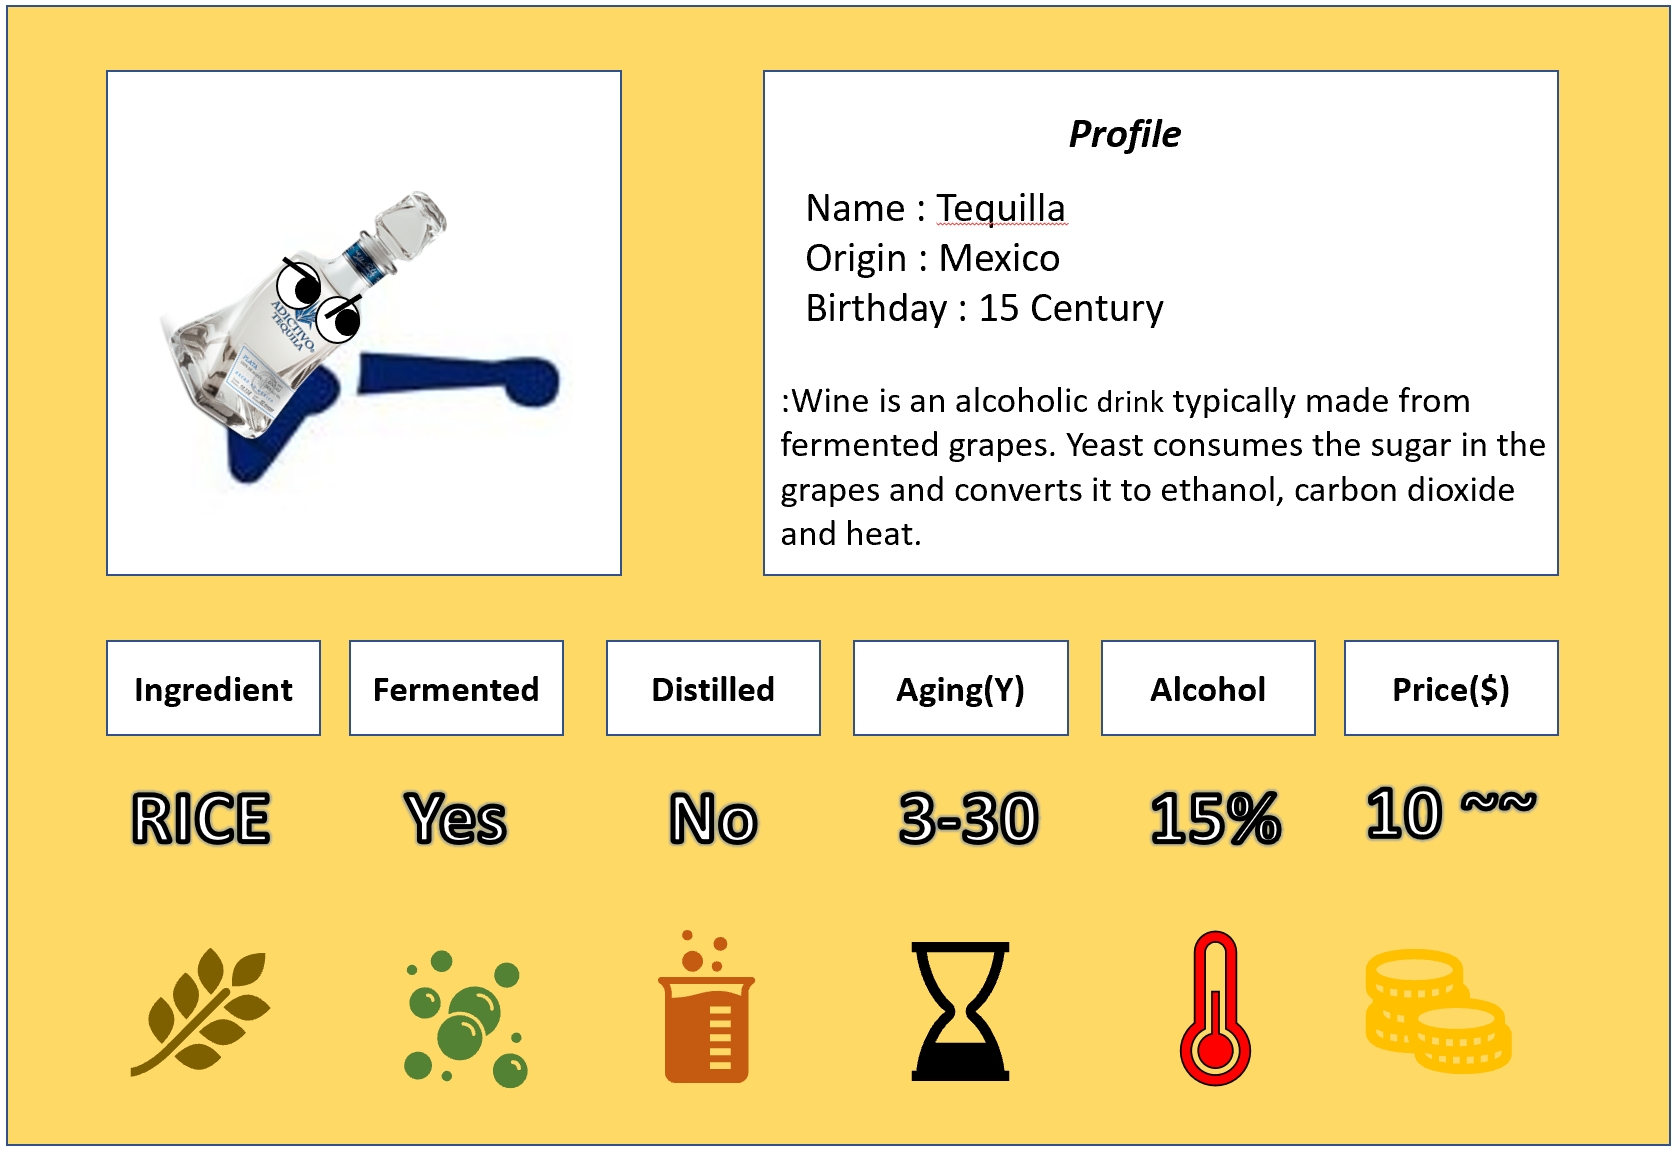 Profile
Name : Tequilla
Origin : Mexico
Birthday : 15 Century
:Wine is an alcoholic drink typically made from
fermented grapes. Yeast consumes the sugar in the
grapes and converts it to ethanol, carbon dioxide
and heat.
ADICTIVO
TEQUILA
PLATA
Ingredient
Fermented
Distilled
Aging(Y)
Alcohol
Price($)
RICE
Yes
No
3-30
15%
10 ~~